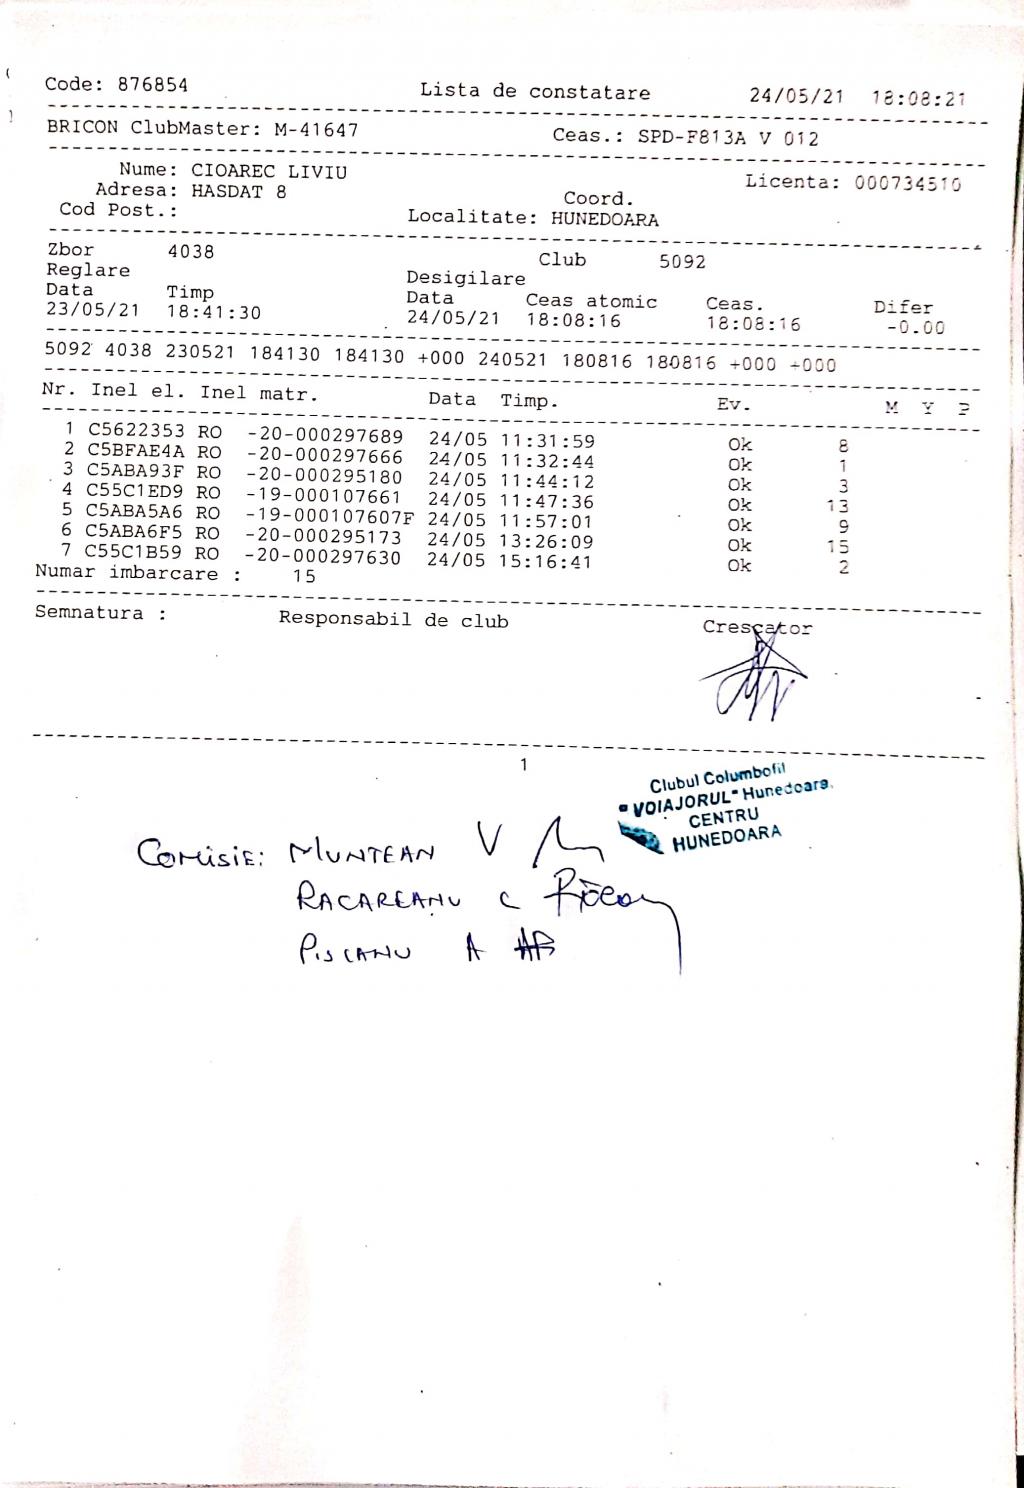 Code: 876854 Lista de constatare 24/05/21 18:08:21
BRICON ClubMaster: M-41647 Ceas.: SPD-F813A V 012
Nume: CIOAREC LIVIU Licenta: 000734510
Adresa: HASDAT 8 Coord.
Cod Post.: Localitate: HUNEDOARA
Zbor 4038 Club 5092
Reglare Desigilare
Data Timp Data Ceas atomic Ceas. Difer
23/05/21 18:41:30 24/05/21 18:08:16 18:08:16 -0.00
5092 4038 230521 184130 184130 +000 240521 180816 180816 +000 +000
Nr. Inel el. Inel matr. Data Timp. Ev. M Y P
1 C5622353 RO -20-000297689 24/05 11:31:59 Ok 8
2 C5BFAE4A RO -20-000297666 24/05 11:32:44 Ok 1
3 C5ABA93F RO -20-000295180 24/05 11:44:12 Ok 3
4 C55C1ED9 RO -19-000107661 24/05 11:47:36 Ok 13
5 C5ABA5A6 RO -19-000107607F 24/05 11:57:01 Ok 9
6 C5ABA6F5 RO -20-000295173 24/05 13:26:09 Ok 15
7 C55C1B59 RO -20-000297630 24/05 15:16:41 Ok 2
Numar imbarcare : 15
Semnatura : Responsabil de club Crescator
1
Clubul Columbofil
"VOIAJORUL" Hunedoara.
CENTRU
HUNEDOARA
COMISIE: MUNTEAN V
RACAREANU C
PISCANU A